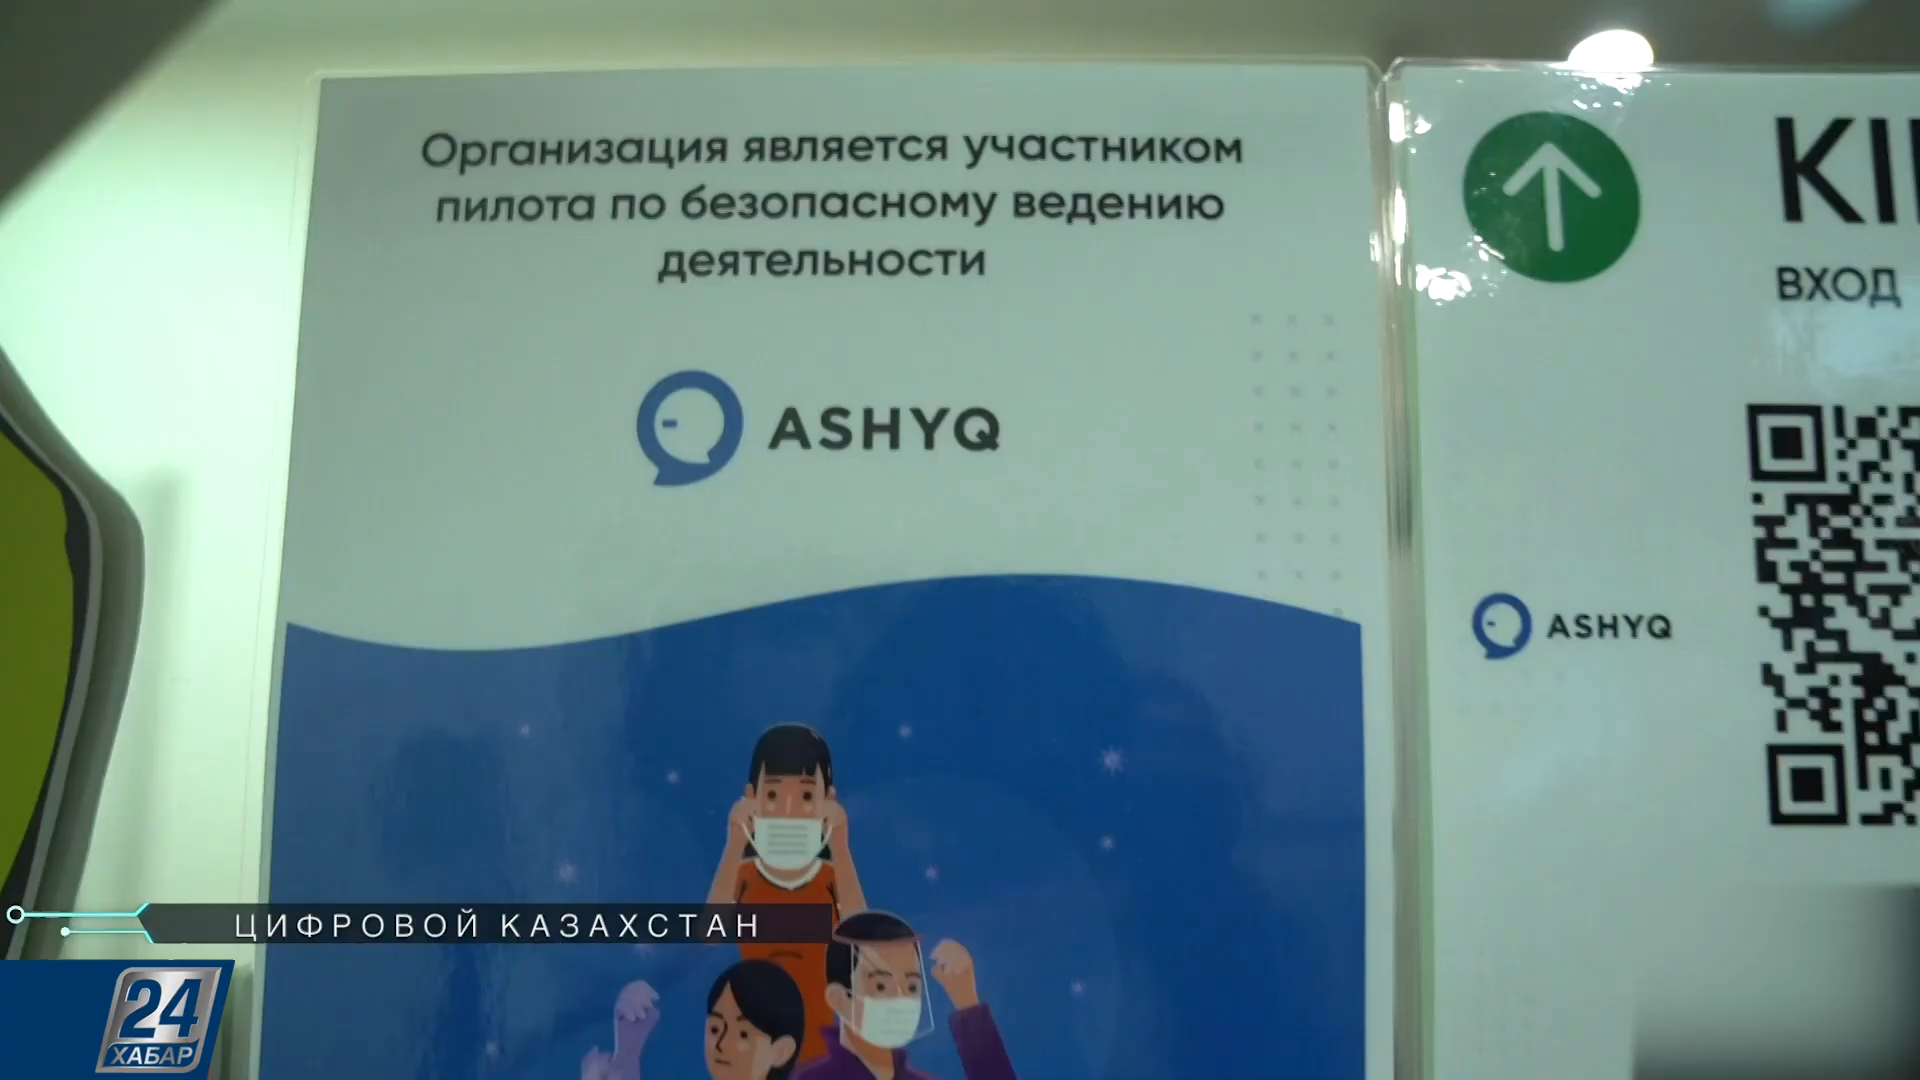 Организация является участником
пилота по безопасному ведению
деятельности
ASHYQ
ВХОД
ASHYQ
ЦИФРОВОЙ КАЗАХСТАН
24
ХАБАР